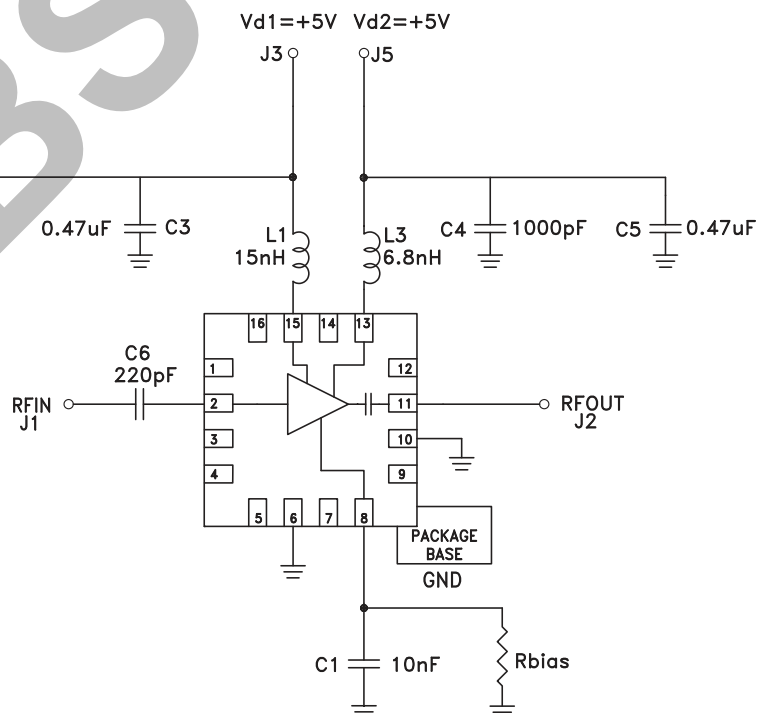 BS
Vd1=+5V Vd2=+5V
J3 J5
0.47uF C3
L1
15nH
L3
6.8nH
C4 1000pF
C5 0.47uF
16 15 14 13
C6
220pF
1
12
RFIN
J1
2
11
RFOUT
J2
3
10
4
9
5 6 7 8
PACKAGE
BASE
GND
C1 10nF
Rbias